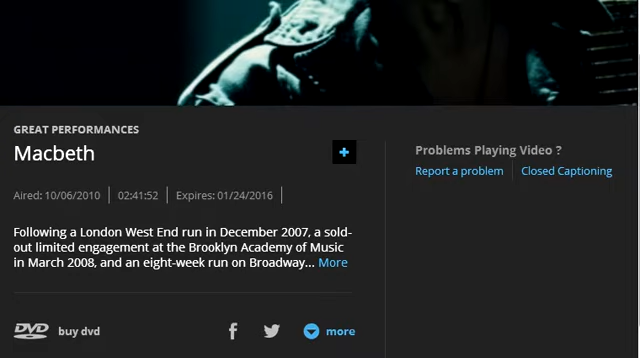 GREAT PERFORMANCES
Macbeth
Aired: 10/06/2010 02:41:52 Expires: 01/24/2016
Following a London West End run in December 2007, a sold-
out limited engagement at the Brooklyn Academy of Music
in March 2008, and an eight-week run on Broadway... More
DVD buy dvd more
Problems Playing Video ?
Report a problem Closed Captioning